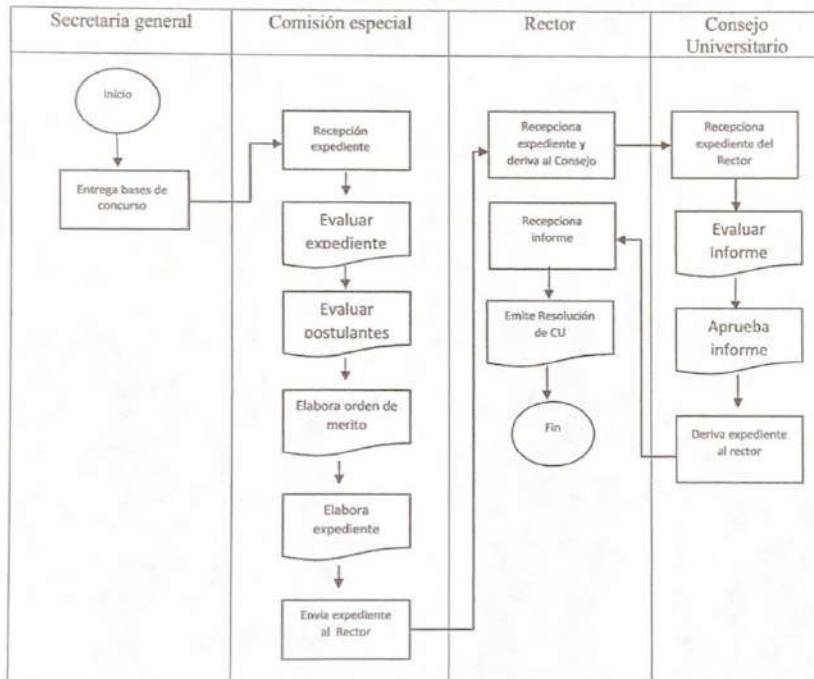 Secretaría general
Comisión especial
Rector
Consejo
Universitario
Inicio
Entrega bases de
concurso
Recepción
expediente
Evaluar
expediente
Evaluar
postulantes
Elabora orden de
merito
Elabora
expediente
Envía expediente
al Rector
Recepciona
expediente y
deriva al Consejo
Recepciona
expediente del
Rector
Evaluar
Informe
Aprueba
informe
Deriva expediente
al rector
Recepciona
informe
Emite Resolución
de CU
Fin